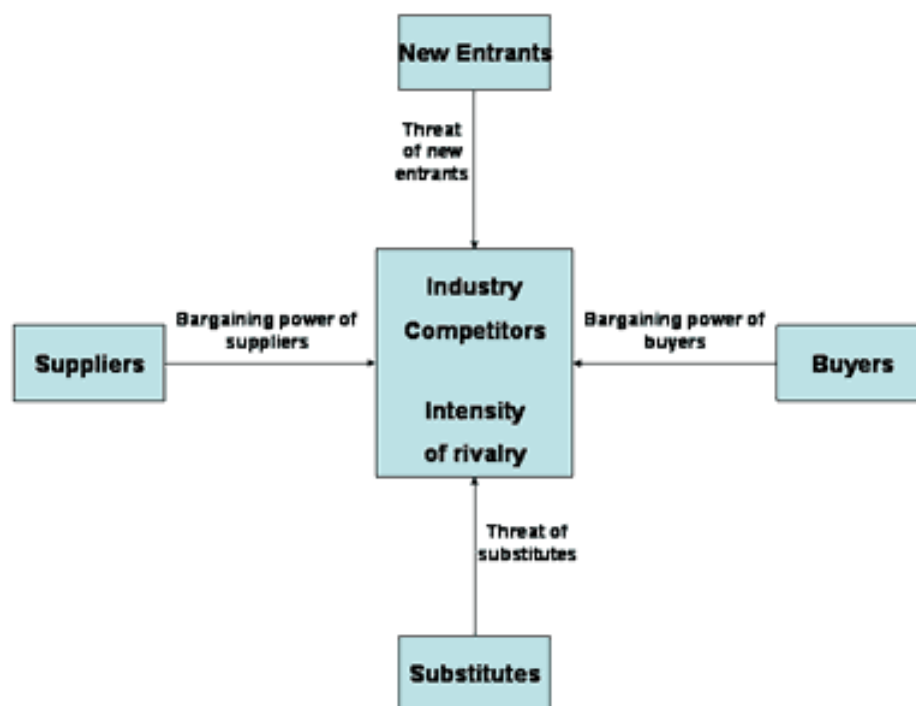 New Entrants
Threat
of new
entrants
Industry
Competitors
Intensity
of rivalry
Bargaining power of
suppliers
Suppliers
Bargaining power of
buyers
Buyers
Threat of
substitutes
Substitutes